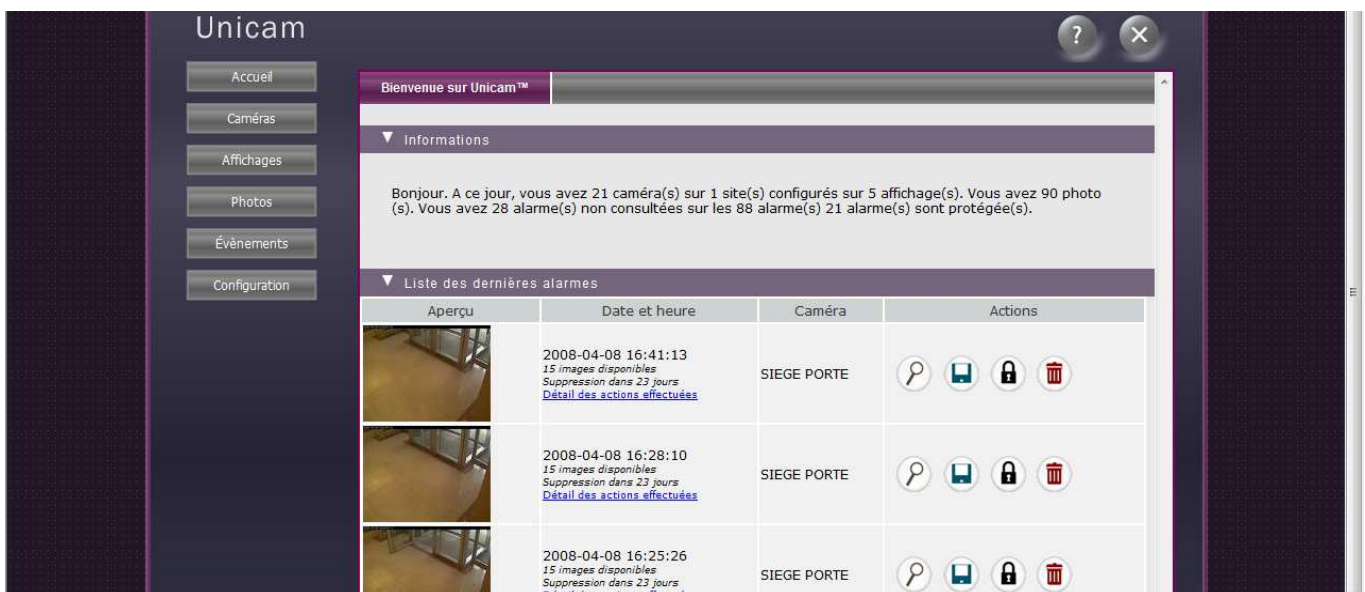 Unicam
?
Accueil
Caméras
Affichages
Photos
Évènements
Configuration
Bienvenue sur Unicam™
Informations
Bonjour. A ce jour, vous avez 21 caméra(s) sur 1 site(s) configurés sur 5 affichage(s). Vous avez 90 photo
(s). Vous avez 28 alarme(s) non consultées sur les 88 alarme(s) 21 alarme(s) sont protégée(s).
Liste des dernières alarmes
Aperçu Date et heure Caméra Actions
2008-04-08 16:41:13
15 images disponibles
Suppression dans 23 jours
Détail des actions effectuées
SIEGE PORTE
2008-04-08 16:28:10
15 images disponibles
Suppression dans 23 jours
Détail des actions effectuées
SIEGE PORTE
2008-04-08 16:25:26
15 images disponibles
Suppression dans 23 jours
SIEGE PORTE